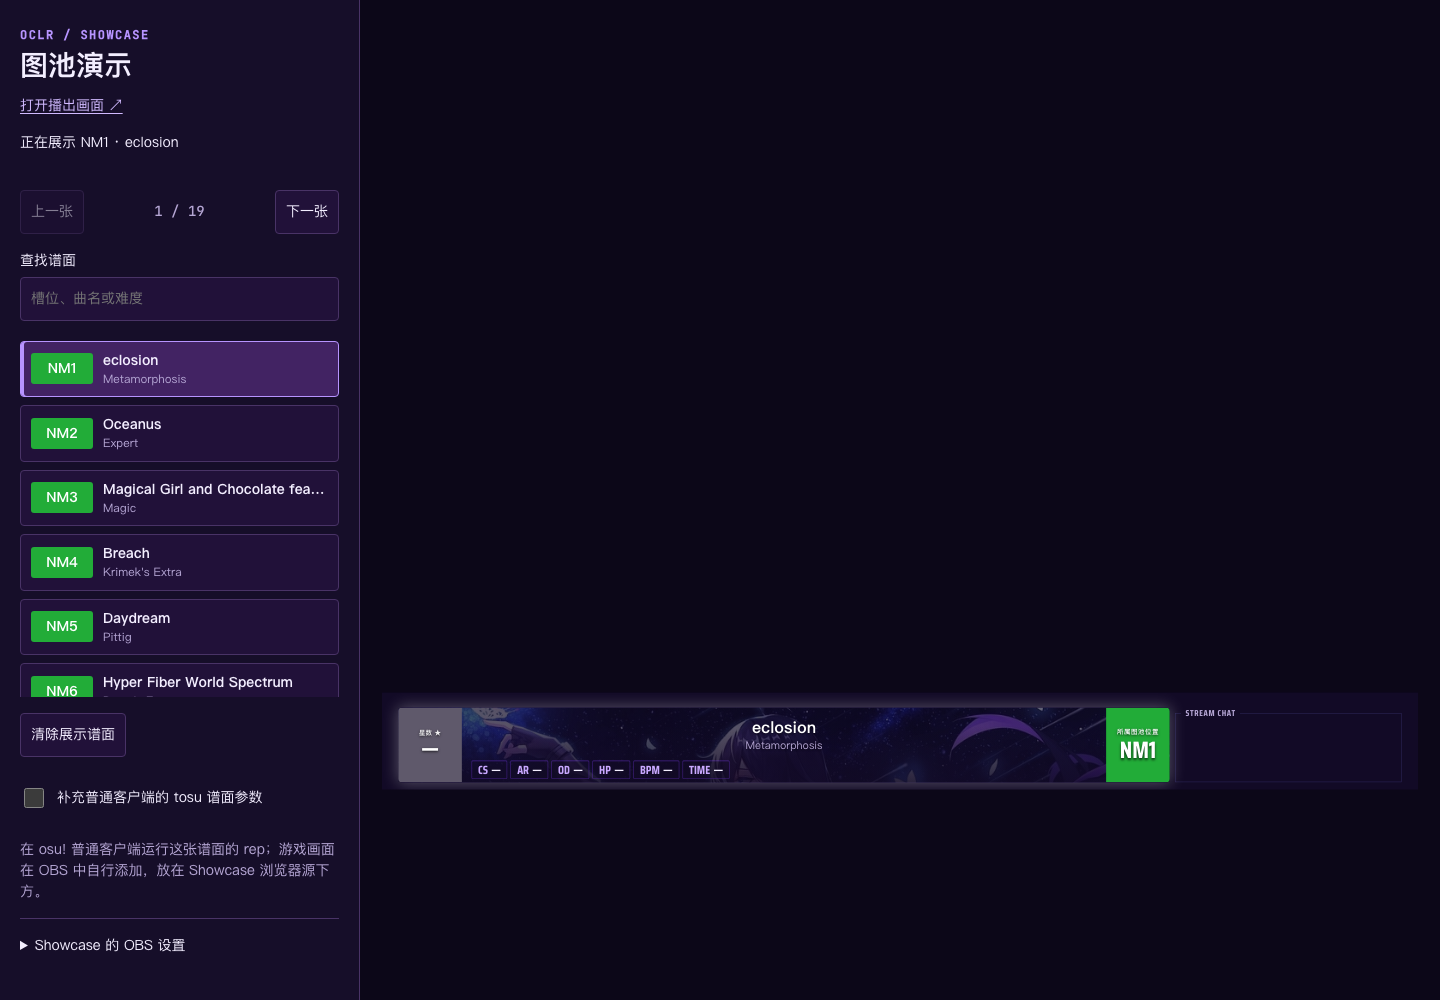 OCLR / SHOWCASE
图池演示
打开播出画面 ↗
正在展示 NM1 · eclosion
上一张
1 / 19
下一张
查找谱面
槽位、曲名或难度
NM1
eclosion
Metamorphosis
NM2
Oceanus
Expert
NM3
Magical Girl and Chocolate fea...
Magic
NM4
Breach
Krimek's Extra
NM5
Daydream
Pittig
NM6
Hyper Fiber World Spectrum
清除展示谱面
补充普通客户端的 tosu 谱面参数
在 osu! 普通客户端运行这张谱面的 rep；游戏画面
在 OBS 中自行添加，放在 Showcase 浏览器源下
方。
▶ Showcase 的 OBS 设置
星数 ★
—
eclosion
Metamorphosis
CS —
AR —
OD —
HP —
BPM —
TIME —
所属图池位置
NM1
STREAM CHAT